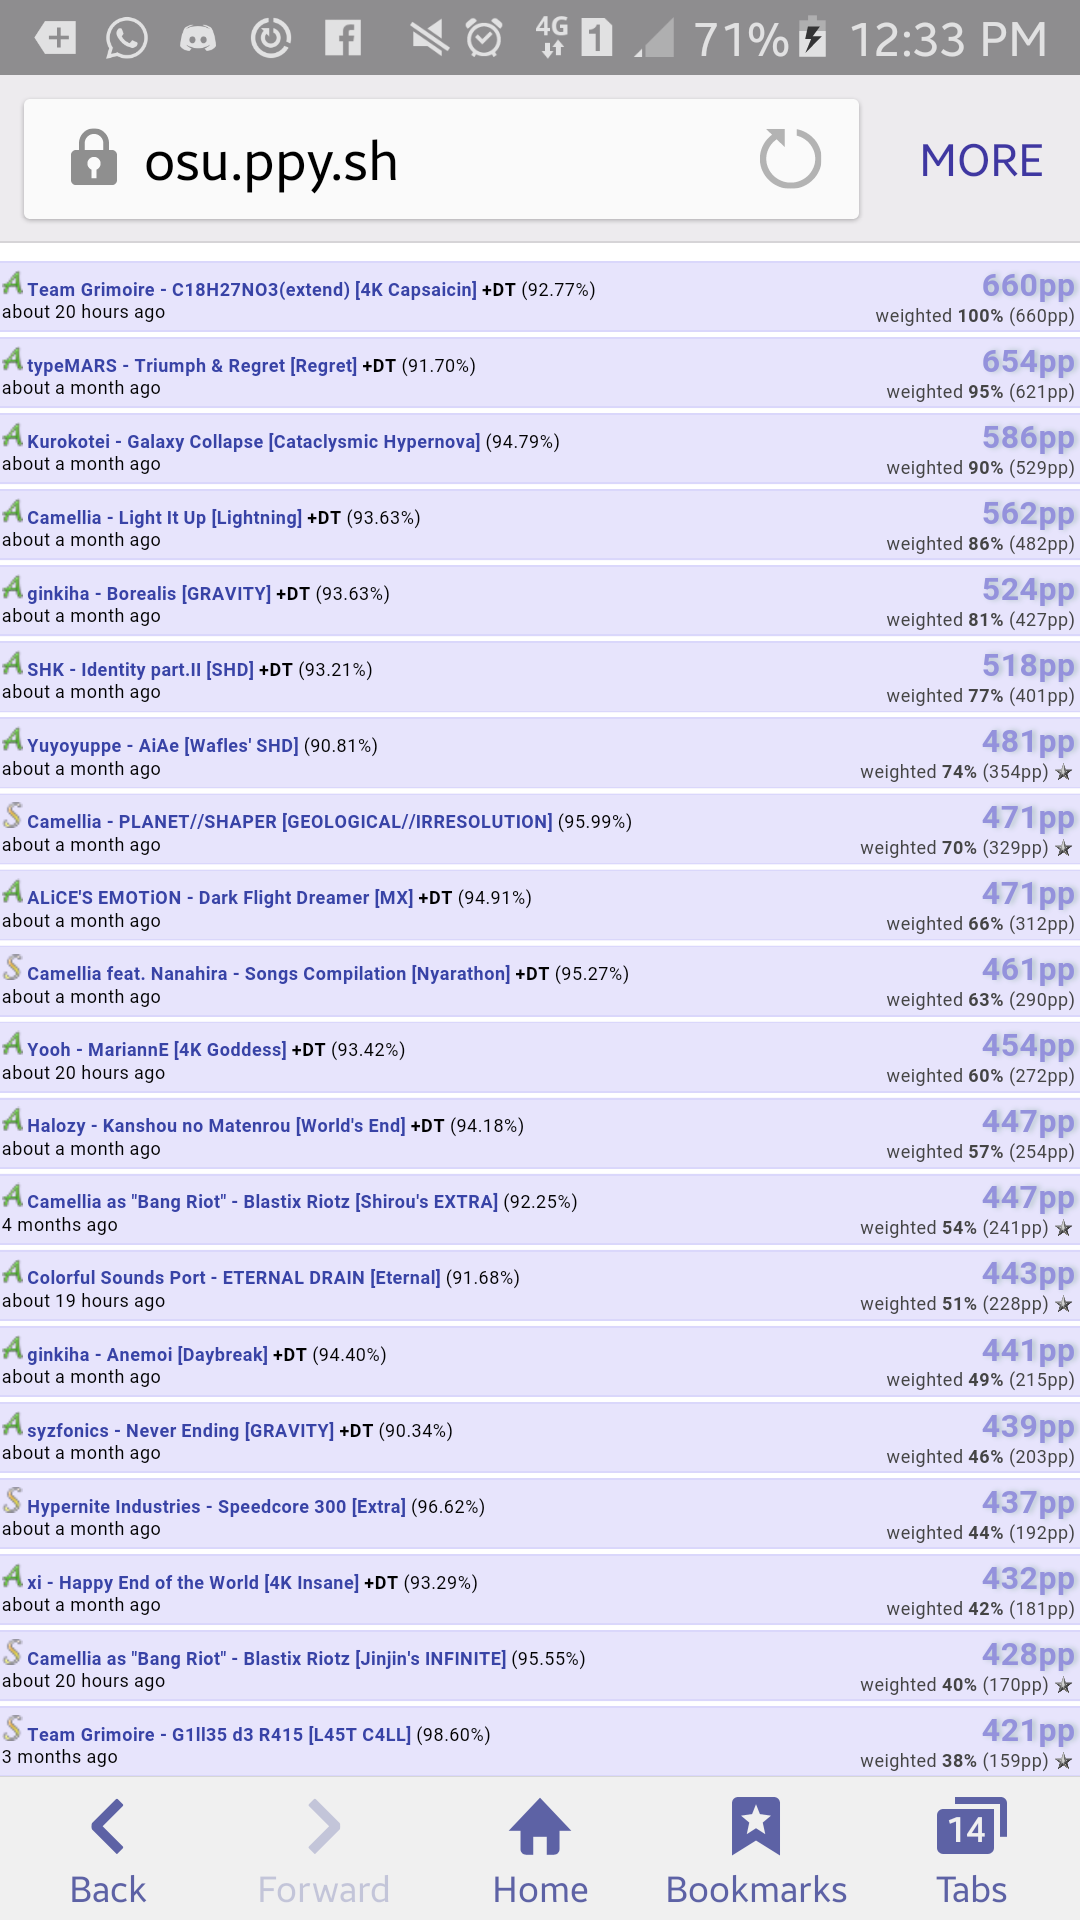 4G 1 71% 12:33 PM
osu.ppy.sh MORE
A Team Grimoire - C18H27NO3(extend) [4K Capsaicin] +DT (92.77%) 660pp
about 20 hours ago weighted 100% (660pp)
A typeMARS - Triumph & Regret [Regret] +DT (91.70%) 654pp
about a month ago weighted 95% (621pp)
A Kurokotei - Galaxy Collapse [Cataclysmic Hypernova] (94.79%) 586pp
about a month ago weighted 90% (529pp)
A Camellia - Light It Up [Lightning] +DT (93.63%) 562pp
about a month ago weighted 86% (482pp)
A ginkiha - Borealis [GRAVITY] +DT (93.63%) 524pp
about a month ago weighted 81% (427pp)
A SHK - Identity part.II [SHD] +DT (93.21%) 518pp
about a month ago weighted 77% (401pp)
A Yuyoyuppe - AiAe [Wafles' SHD] (90.81%) 481pp
about a month ago weighted 74% (354pp)
S Camellia - PLANET//SHAPER [GEOLOGICAL//IRRESOLUTION] (95.99%) 471pp
about a month ago weighted 70% (329pp)
A ALiCE'S EMOTiON - Dark Flight Dreamer [MX] +DT (94.91%) 471pp
about a month ago weighted 66% (312pp)
S Camellia feat. Nanahira - Songs Compilation [Nyarathon] +DT (95.27%) 461pp
about a month ago weighted 63% (290pp)
A Yooh - MariannE [4K Goddess] +DT (93.42%) 454pp
about 20 hours ago weighted 60% (272pp)
A Halozy - Kanshou no Matenrou [World's End] +DT (94.18%) 447pp
about a month ago weighted 57% (254pp)
A Camellia as "Bang Riot" - Blastix Riotz [Shirou's EXTRA] (92.25%) 447pp
4 months ago weighted 54% (241pp)
A Colorful Sounds Port - ETERNAL DRAIN [Eternal] (91.68%) 443pp
about 19 hours ago weighted 51% (228pp)
A ginkiha - Anemoi [Daybreak] +DT (94.40%) 441pp
about a month ago weighted 49% (215pp)
A syzfonics - Never Ending [GRAVITY] +DT (90.34%) 439pp
about a month ago weighted 46% (203pp)
S Hypernite Industries - Speedcore 300 [Extra] (96.62%) 437pp
about a month ago weighted 44% (192pp)
A xi - Happy End of the World [4K Insane] +DT (93.29%) 432pp
about a month ago weighted 42% (181pp)
S Camellia as "Bang Riot" - Blastix Riotz [Jinjin's INFINITE] (95.55%) 428pp
about 20 hours ago weighted 40% (170pp)
S Team Grimoire - G1ll35 d3 R415 [L45T C4LL] (98.60%) 421pp
3 months ago weighted 38% (159pp)
14
Back Forward Home Bookmarks Tabs